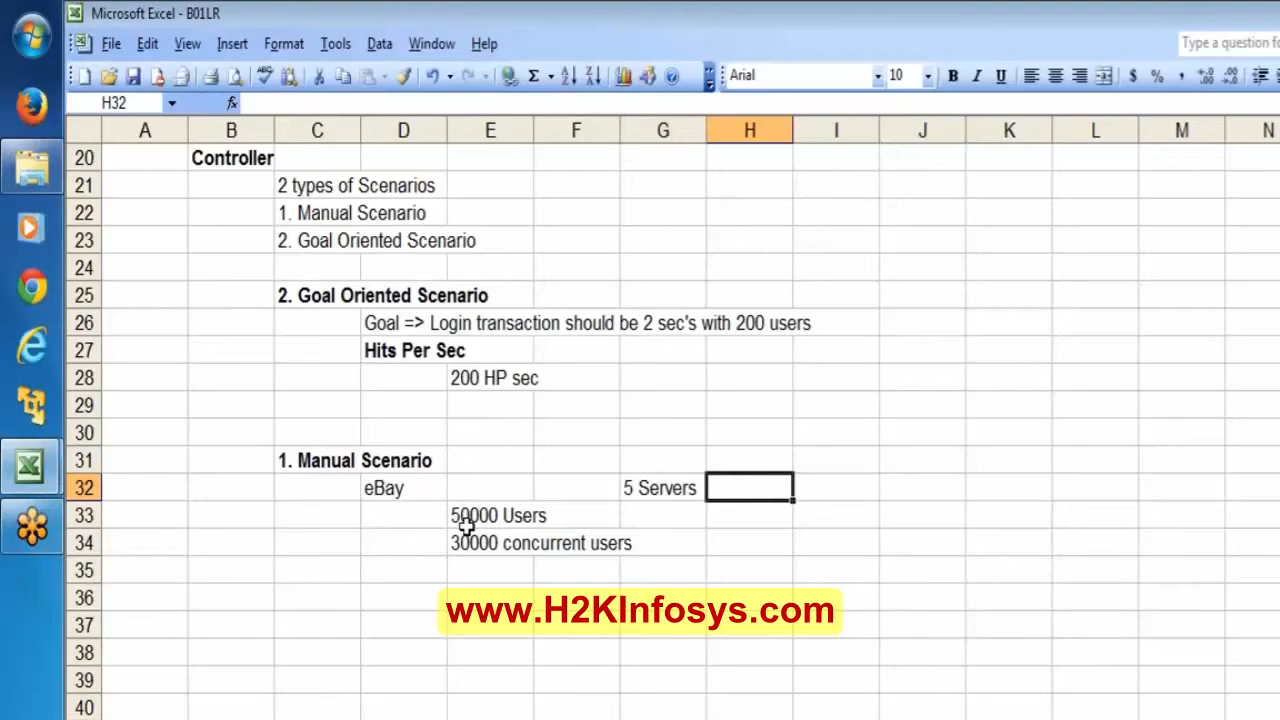 Microsoft Excel - B01LR
File Edit View Insert Format Tools Data Window Help
Type a question fo
Arial 10 B I U $ % ,
H32 fx
A B C D E F G H I J K L M N
20 Controller
21 2 types of Scenarios
22 1. Manual Scenario
23 2. Goal Oriented Scenario
24
25 2. Goal Oriented Scenario
26 Goal => Login transaction should be 2 sec's with 200 users
27 Hits Per Sec
28 200 HP sec
29
30
31 1. Manual Scenario
32 eBay 5 Servers
33 50000 Users
34 30000 concurrent users
35
36
37
38
39
40
www.H2KInfosys.com